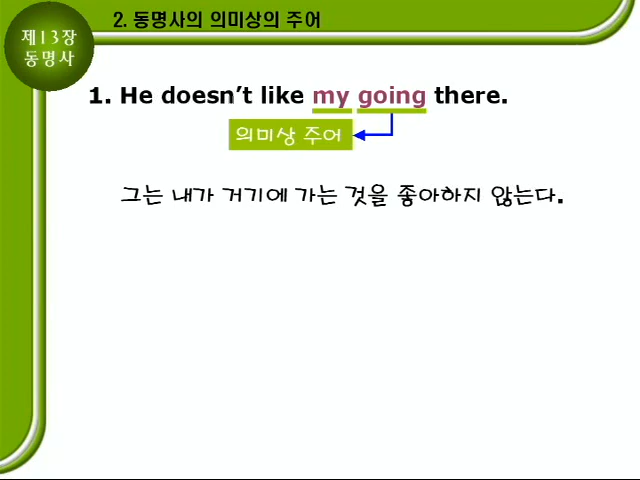 제13장
동명사
2. 동명사의 의미상의 주어
1. He doesn’t like my going there.
의미상 주어
그는 내가 거기에 가는 것을 좋아하지 않는다.